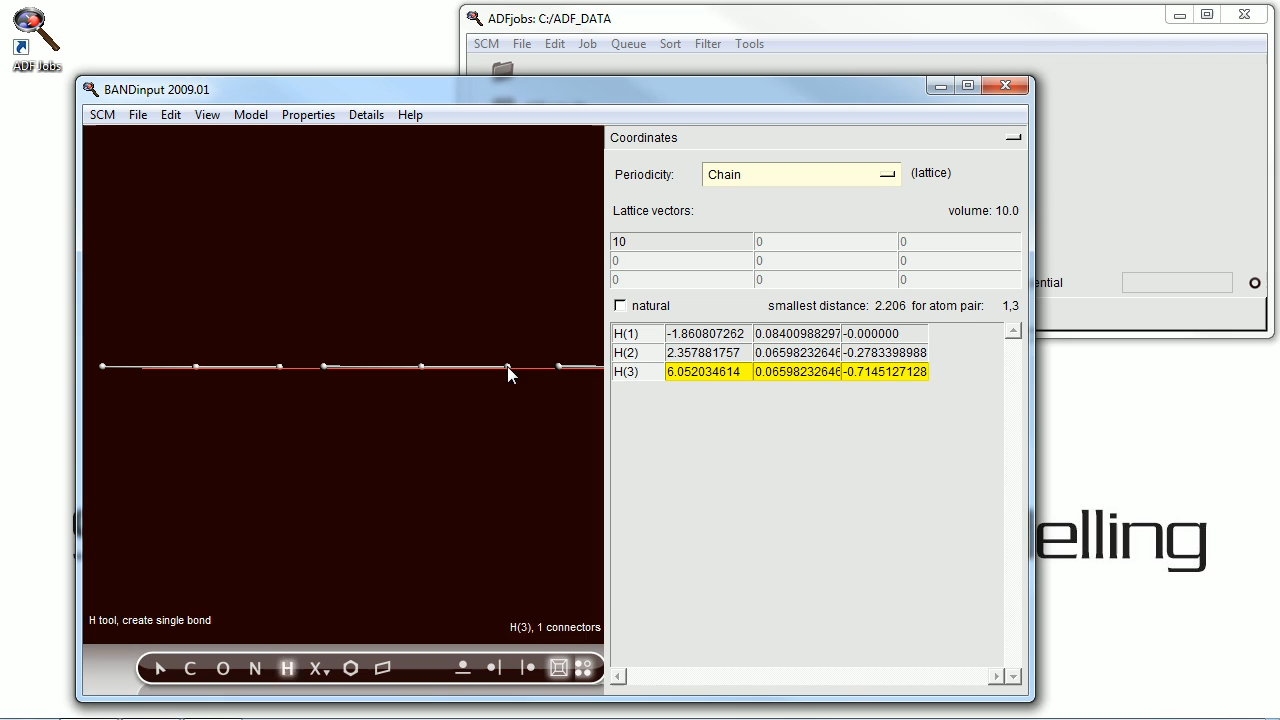 ADF Jobs
ADFjobs: C:/ADF_DATA
SCM File Edit Job Queue Sort Filter Tools
BANDinput 2009.01
SCM File Edit View Model Properties Details Help
Coordinates
Periodicity: Chain (lattice)
Lattice vectors: volume: 10.0
10 0 0
0 0 0
0 0 0
natural smallest distance: 2.206 for atom pair: 1,3
H(1) -1.860807262 0.08400988297 -0.000000
H(2) 2.357881757 0.06598232646 -0.2783398988
H(3) 6.052034614 0.06598232646 -0.7145127128
ential
elling
H tool, create single bond
H(3), 1 connectors
C O N H X